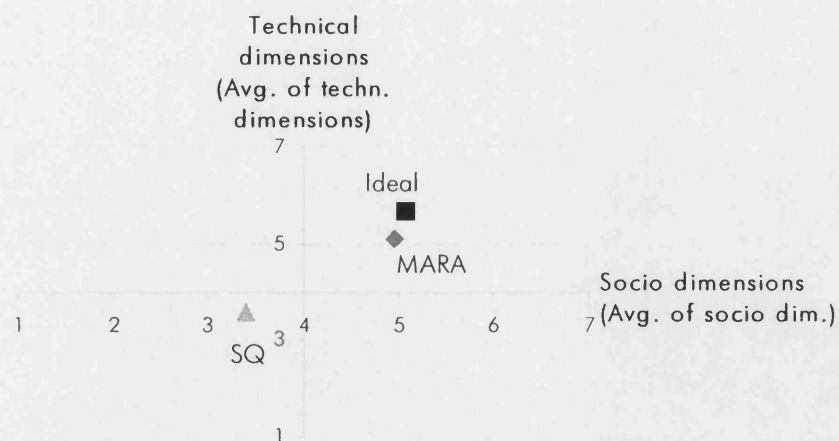 Technical
dimensions
(Avg. of techn.
dimensions)
7
Ideal
5
MARA
Socio dimensions
(Avg. of socio dim.)
1 2 3 4 5 6 7
3
SQ
1